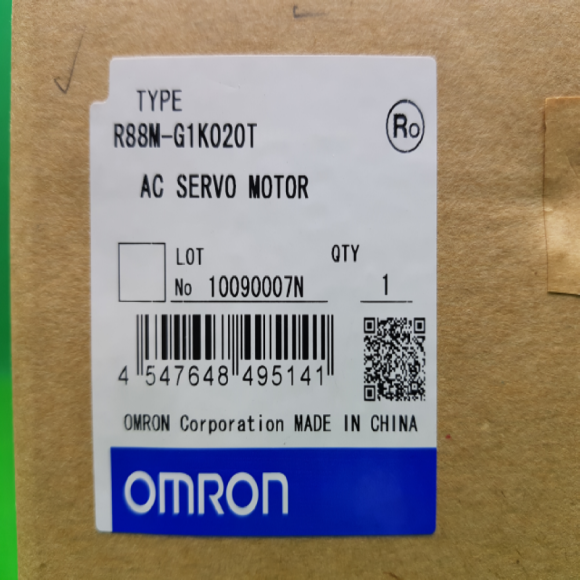 TYPE
R88M-G1K020T
Ro
AC SERVO MOTOR
LOT
QTY
No 10090007N
1
4 547648 495141
OMRON Corporation MADE IN CHINA
OMRON